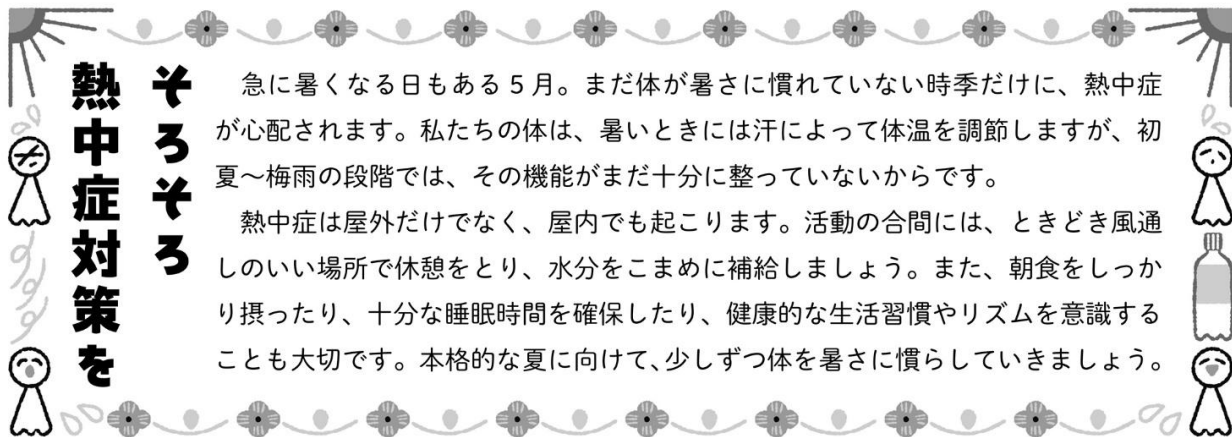 そろそろ
熱中症対策を
　急に暑くなる日もある５月。まだ体が暑さに慣れていない時季だけに、熱中症
が心配されます。私たちの体は、暑いときには汗によって体温を調節しますが、初
夏～梅雨の段階では、その機能がまだ十分に整っていないからです。
　熱中症は屋外だけでなく、屋内でも起こります。活動の合間には、ときどき風通
しのいい場所で休憩をとり、水分をこまめに補給しましょう。また、朝食をしっか
り摂ったり、十分な睡眠時間を確保したり、健康的な生活習慣やリズムを意識する
ことも大切です。本格的な夏に向けて、少しずつ体を暑さに慣らしていきましょう。